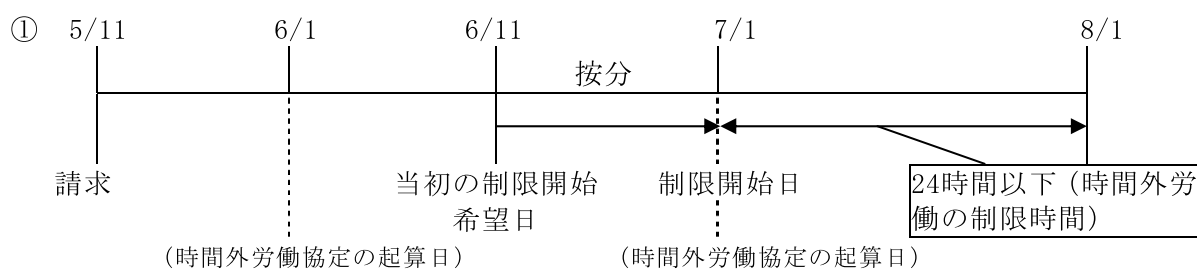 ① 5/11 6/1 6/11 7/1 8/1
按分
請求 当初の制限開始 制限開始日 24時間以下（時間外労
希望日 働の制限時間）
（時間外労働協定の起算日） （時間外労働協定の起算日）